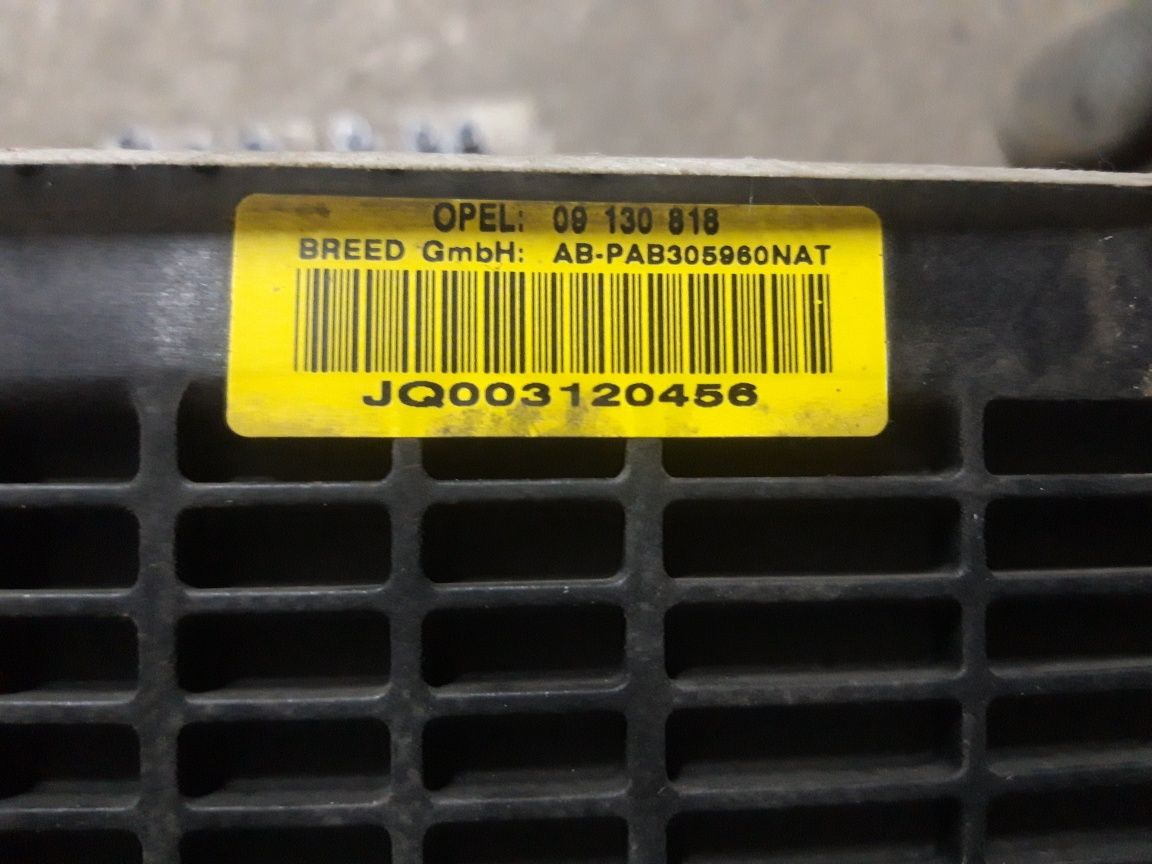 OPEL: 09 130 818
BREED GmbH: AB-PAB305960NAT
JQ003120456